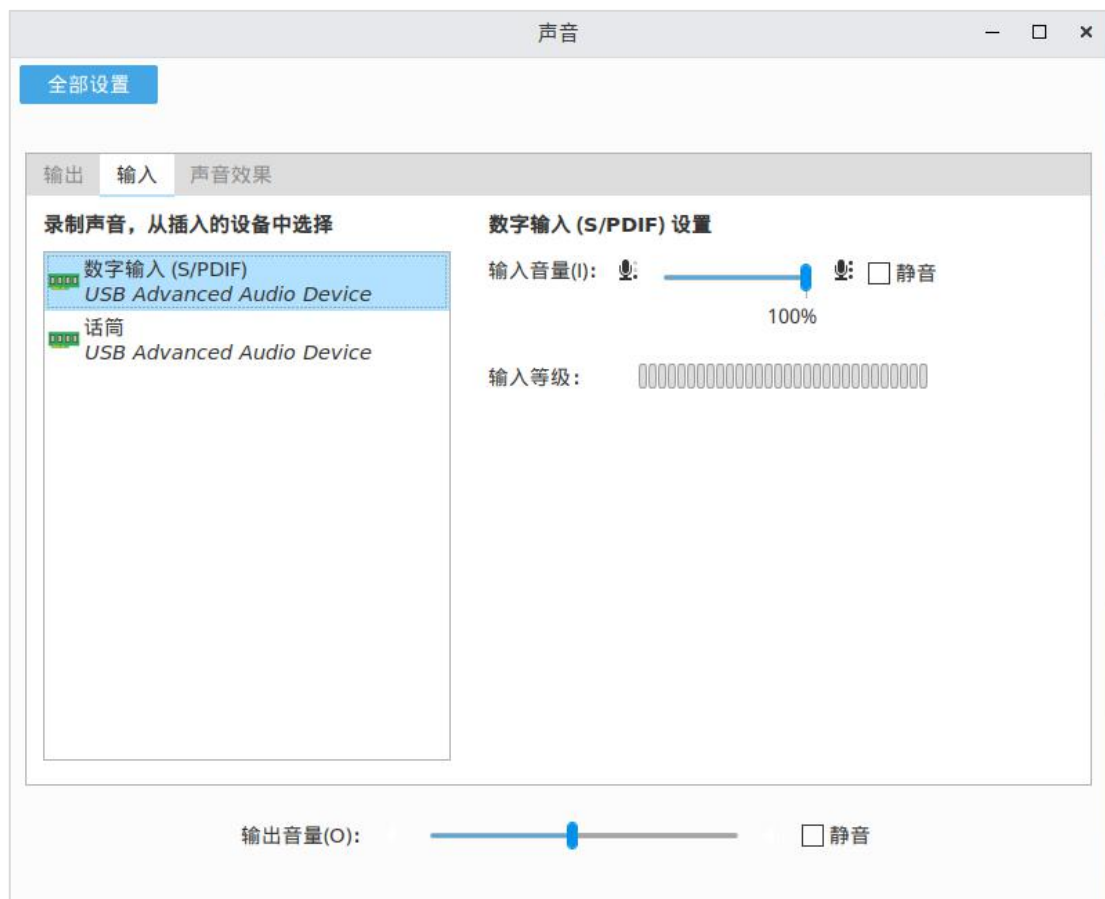 声音
全部设置
输出 输入 声音效果
录制声音，从插入的设备中选择
数字输入 (S/PDIF)
USB Advanced Audio Device
话筒
USB Advanced Audio Device
数字输入 (S/PDIF) 设置
输入音量(I): 静音
100%
输入等级:
输出音量(O): 静音